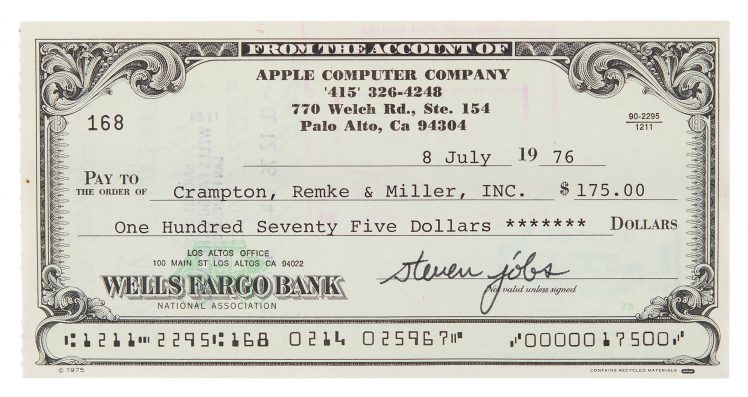 FROM THE ACCOUNT OF
APPLE COMPUTER COMPANY
'415' 326-4248
770 Welch Rd., Ste. 154
Palo Alto, Ca 94304
168
90-2295
1211
8 July 19 76
PAY TO THE ORDER OF Crampton, Remke & Miller, INC. $ 175.00
One Hundred Seventy Five Dollars ******* DOLLARS
LOS ALTOS OFFICE
100 MAIN ST LOS ALTOS CA 94022
WELLS FARGO BANK
NATIONAL ASSOCIATION
steven jobs
Not valid unless signed
75
⑆1211⑉2295⑆168 0214 025967⑈ ⑇0000017500⑇
© 1975
CONTAINS RECYCLED MATERIALS